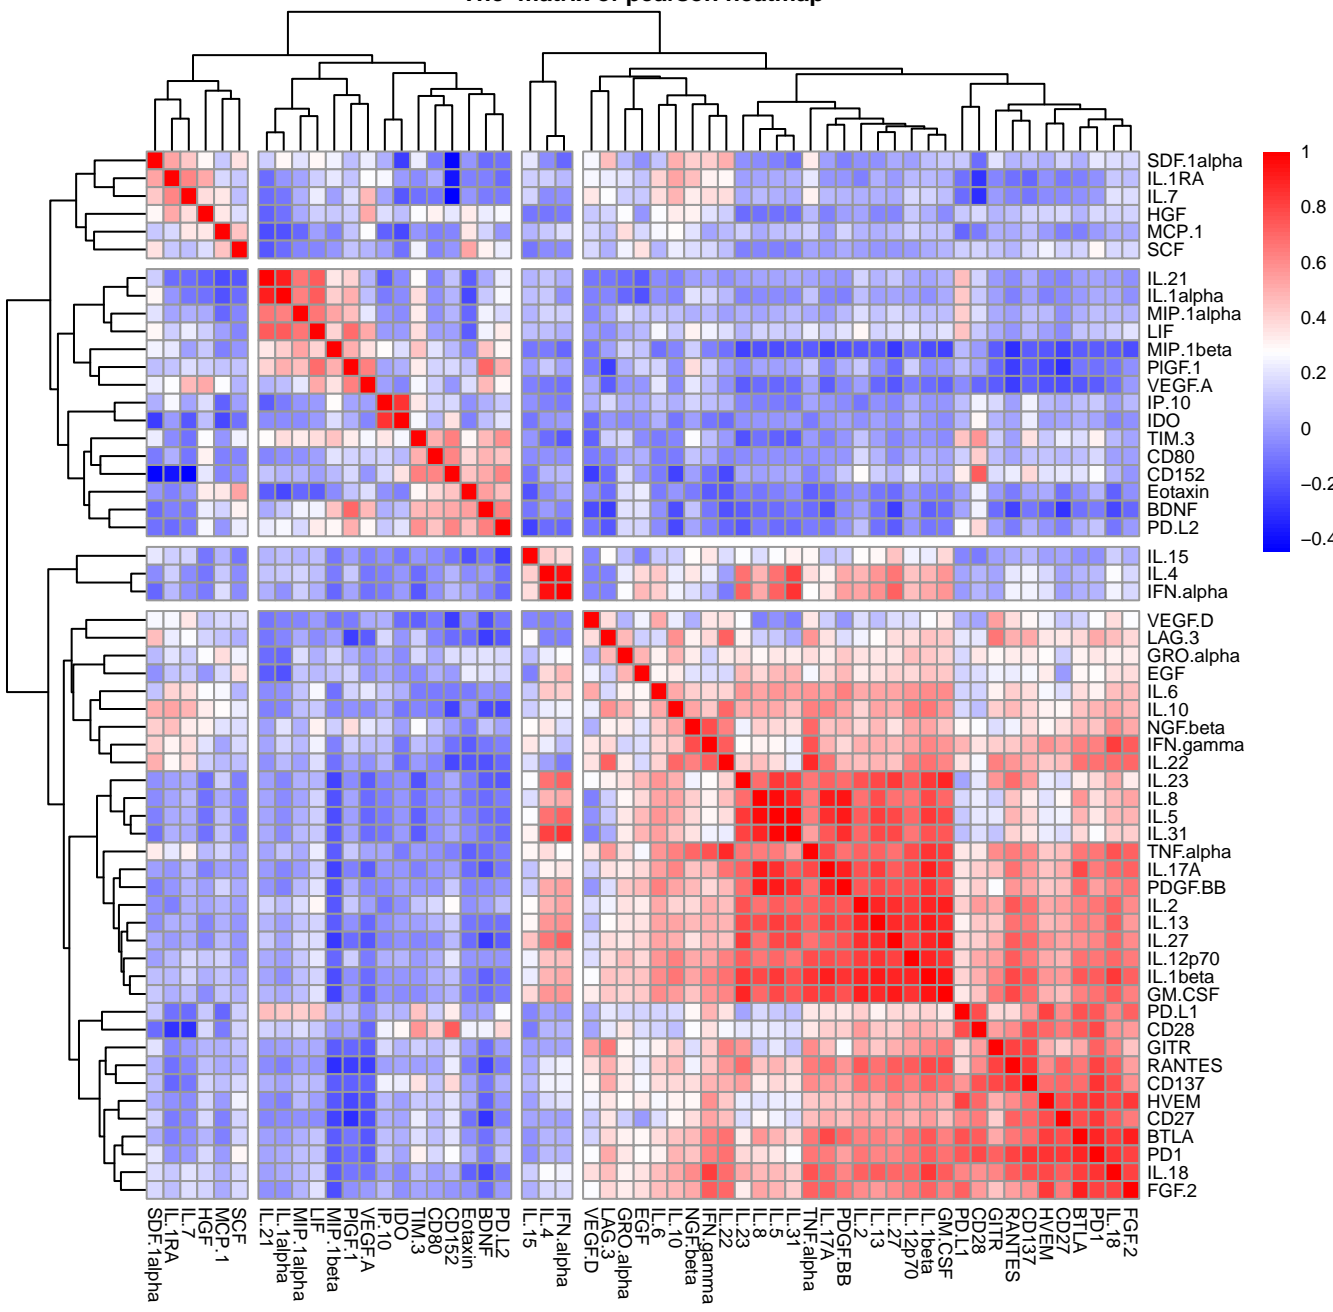 The matrix of pearson heatmap
SDF.1alpha
IL.1RA
IL.7
HGF
MCP.1
SCF
IL.21
IL.1alpha
MIP.1alpha
LIF
MIP.1beta
PIGF.1
VEGF.A
IP.10
IDO
TIM.3
CD80
CD152
Eotaxin
BDNF
PD.L2
IL.15
IL.4
IFN.alpha
VEGF.D
LAG.3
GRO.alpha
EGF
IL.6
IL.10
NGF.beta
IFN.gamma
IL.22
IL.23
IL.8
IL.5
IL.31
TNF.alpha
IL.17A
PDGF.BB
IL.2
IL.13
IL.27
IL.12p70
IL.1beta
GM.CSF
PD.L1
CD28
GITR
RANTES
CD137
HVEM
CD27
BTLA
PD1
IL.18
FGF.2
1
0.8
0.6
0.4
0.2
0
−0.2
−0.4
SDF.1alpha
IL.1RA
IL.7
HGF
MCP.1
SCF
IL.21
IL.1alpha
MIP.1alpha
LIF
MIP.1beta
PIGF.1
VEGF.A
IP.10
IDO
TIM.3
CD80
CD152
Eotaxin
BDNF
PD.L2
IL.15
IL.4
IFN.alpha
VEGF.D
LAG.3
GRO.alpha
EGF
IL.6
IL.10
NGF.beta
IFN.gamma
IL.22
IL.23
IL.8
IL.5
IL.31
TNF.alpha
IL.17A
PDGF.BB
IL.2
IL.13
IL.27
IL.12p70
IL.1beta
GM.CSF
PD.L1
CD28
GITR
RANTES
CD137
HVEM
CD27
BTLA
PD1
IL.18
FGF.2